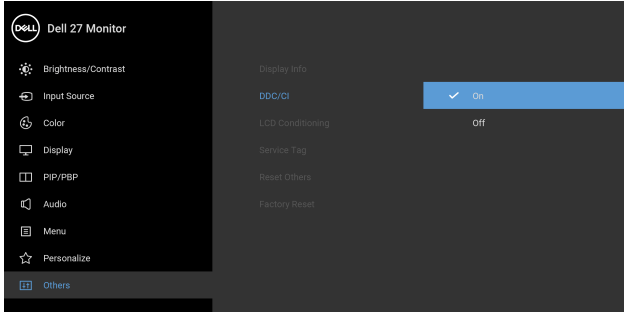 DELL
Dell 27 Monitor
Brightness/Contrast
Input Source
Color
Display
PIP/PBP
Audio
Menu
Personalize
Others
Display Info
DDC/CI
LCD Conditioning
Service Tag
Reset Others
Factory Reset
On
Off